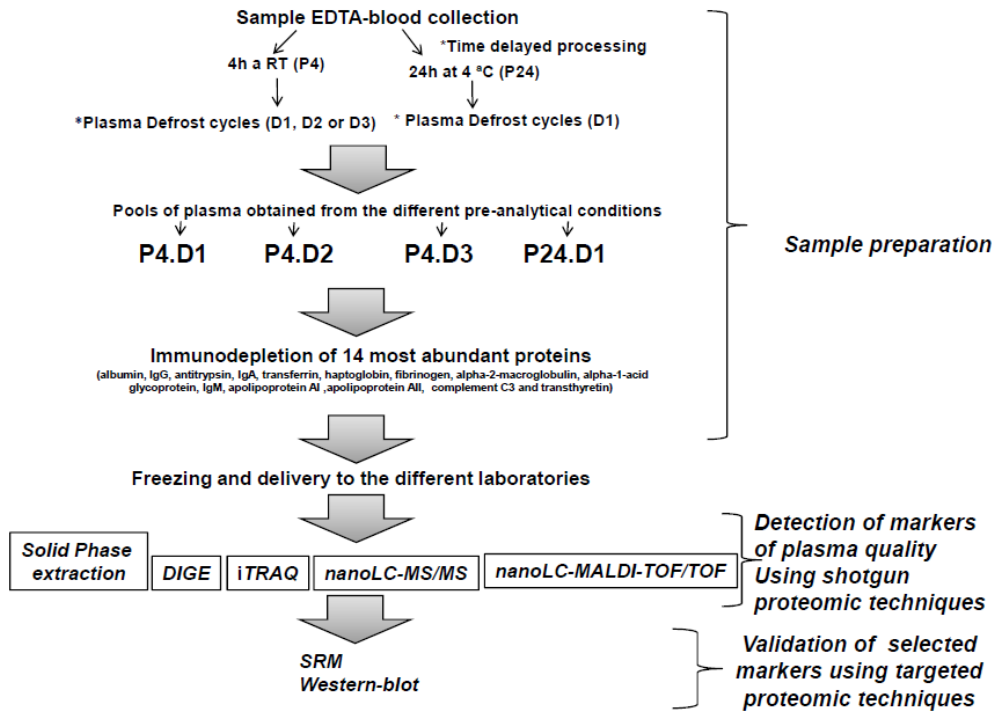 Sample EDTA-blood collection
*Time delayed processing
4h a RT (P4)
24h at 4 ªC (P24)
*Plasma Defrost cycles (D1, D2 or D3)
* Plasma Defrost cycles (D1)
Pools of plasma obtained from the different pre-analytical conditions
P4.D1
P4.D2
P4.D3
P24.D1
Sample preparation
Immunodepletion of 14 most abundant proteins
(albumin, IgG, antitrypsin, IgA, transferrin, haptoglobin, fibrinogen, alpha-2-macroglobulin, alpha-1-acid
glycoprotein, IgM, apolipoprotein AI ,apolipoprotein AII, complement C3 and transthyretin)
Freezing and delivery to the different laboratories
Solid Phase
extraction
DIGE
iTRAQ
nanoLC-MS/MS
nanoLC-MALDI-TOF/TOF
Detection of markers
of plasma quality
Using shotgun
proteomic techniques
SRM
Western-blot
Validation of selected
markers using targeted
proteomic techniques